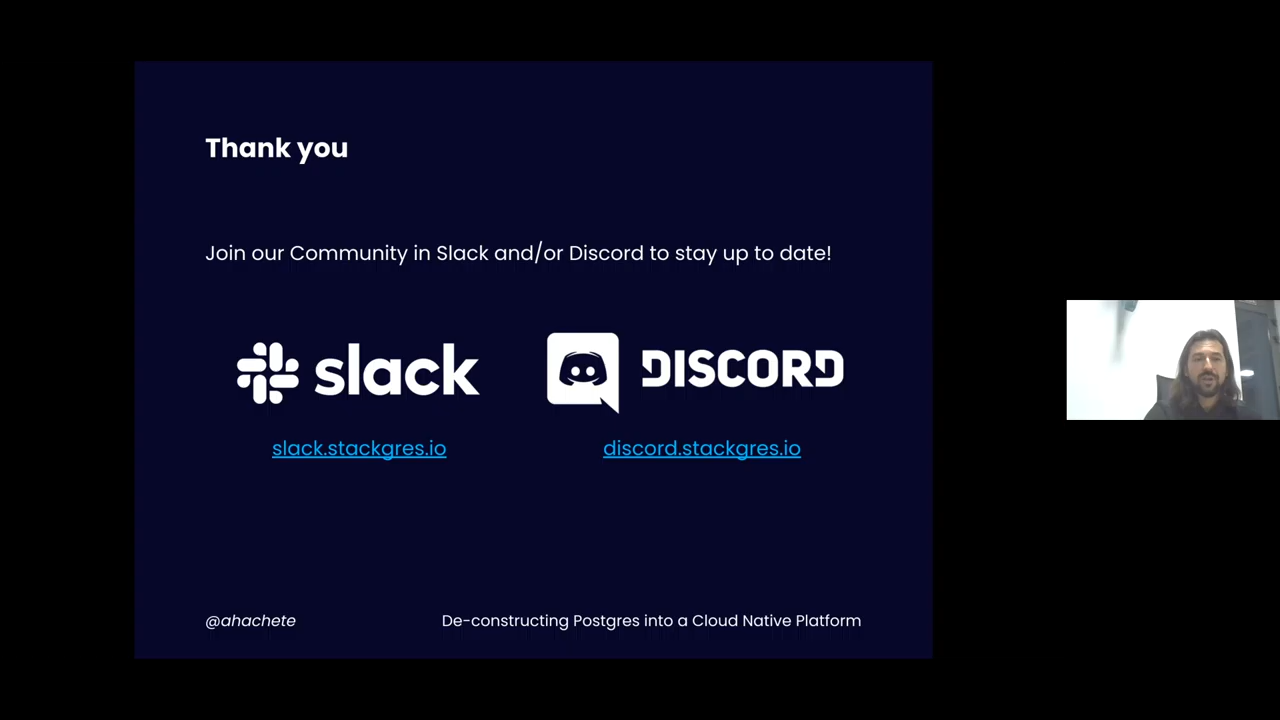 Thank you
Join our Community in Slack and/or Discord to stay up to date!
slack
DISCORD
slack.stackgres.io
discord.stackgres.io
@ahachete
De-constructing Postgres into a Cloud Native Platform